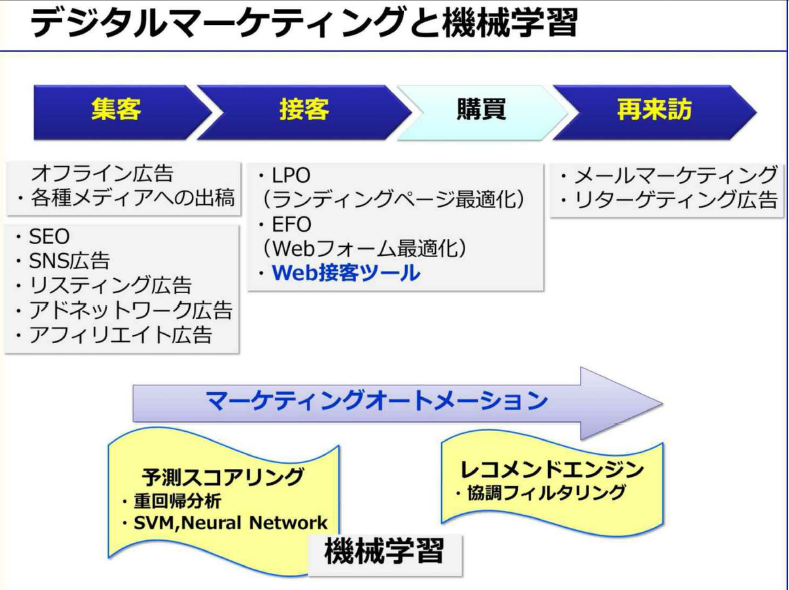 デジタルマーケティングと機械学習
集客
接客
購買
再来訪
オフライン広告
・各種メディアへの出稿
・SEO
・SNS広告
・リスティング広告
・アドネットワーク広告
・アフィリエイト広告
・LPO
（ランディングページ最適化）
・EFO
（Webフォーム最適化）
・Web接客ツール
・メールマーケティング
・リターゲティング広告
マーケティングオートメーション
予測スコアリング
・重回帰分析
・SVM,Neural Network
レコメンドエンジン
・協調フィルタリング
機械学習